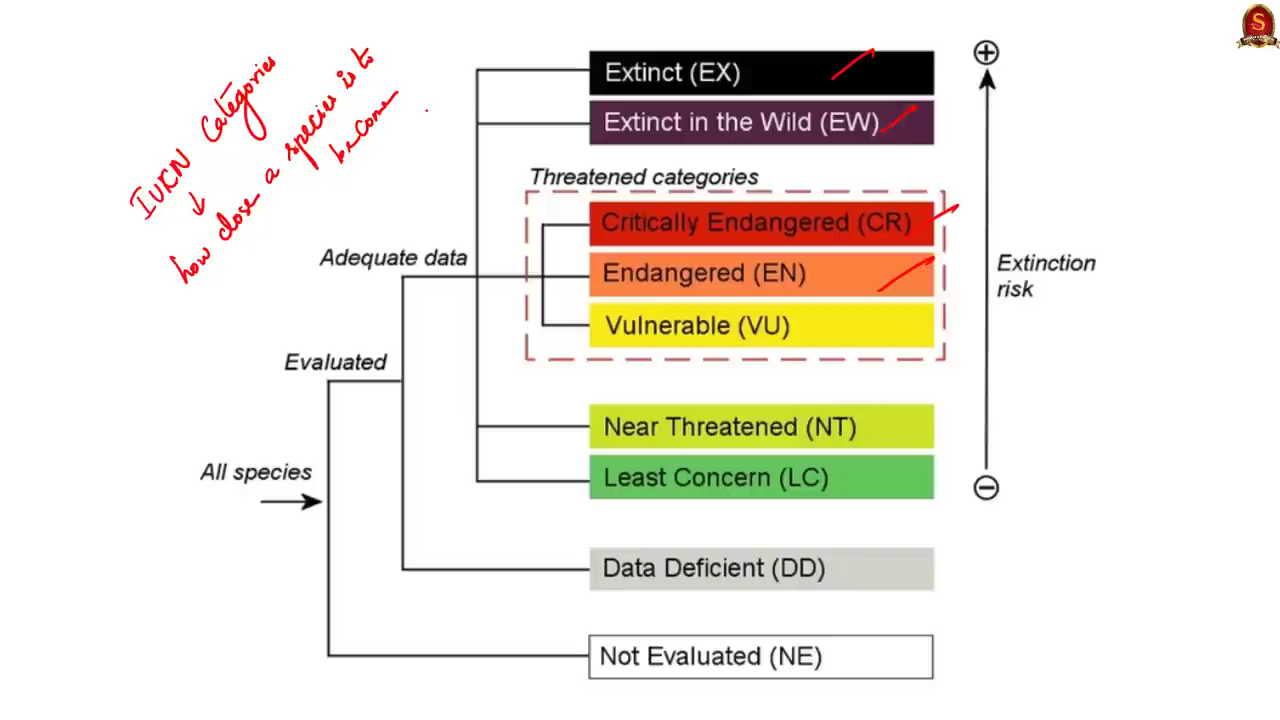 IUCN Categories
↓
how close a species is to
become
Extinct (EX)
Extinct in the Wild (EW)
Threatened categories
Critically Endangered (CR)
Adequate data
Endangered (EN)
Extinction
risk
Vulnerable (VU)
Evaluated
Near Threatened (NT)
All species
Least Concern (LC)
Data Deficient (DD)
Not Evaluated (NE)
S